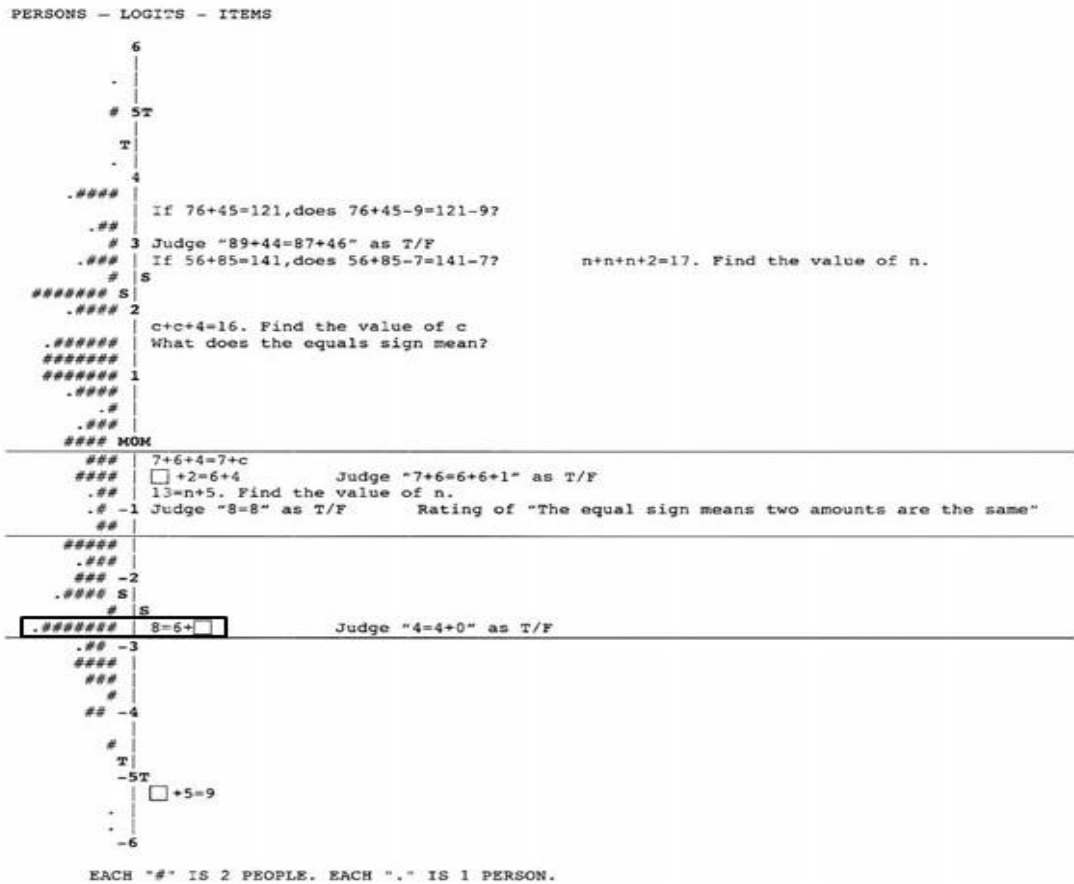 PERSONS – LOGITS - ITEMS
6
|
. |
|
# 5T
|
T|
. |
4
.#### |
| If 76+45=121,does 76+45-9=121-9?
.## |
# 3 Judge "89+44=87+46" as T/F
.### | If 56+85=141,does 56+85-7=141-7? n+n+n+2=17. Find the value of n.
# |S
####### S|
.#### 2
| c+c+4=16. Find the value of c
.###### | What does the equals sign mean?
####### |
####### 1
.#### |
.# |
.### |
#### M0M
### | 7+6+4=7+c
#### | □ +2=6+4 Judge "7+6=6+6+1" as T/F
.## | 13=n+5. Find the value of n.
.# -1 Judge "8=8" as T/F Rating of "The equal sign means two amounts are the same"
## |
##### |
.### |
### -2
.#### S|
# |S
.####### | 8=6+□ Judge "4=4+0" as T/F
.## -3
#### |
### |
# |
## -4
|
# |
T|
-5T
| □ +5=9
. |
. |
-6
EACH "#" IS 2 PEOPLE. EACH "." IS 1 PERSON.